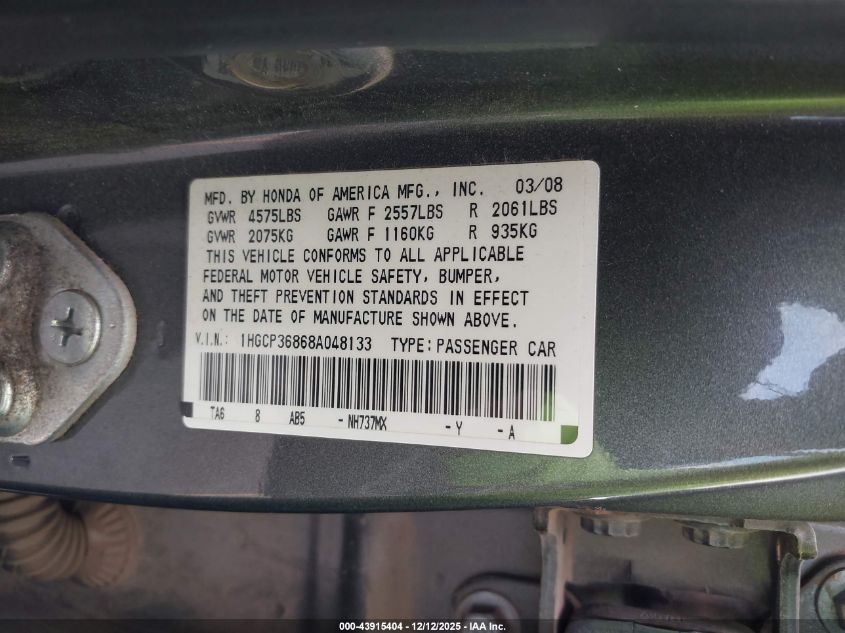 MFD. BY HONDA OF AMERICA MFG., INC. 03/08
GVWR 4575LBS GAWR F 2557LBS R 2061LBS
GVWR 2075KG GAWR F 1160KG R 935KG
THIS VEHICLE CONFORMS TO ALL APPLICABLE
FEDERAL MOTOR VEHICLE SAFETY, BUMPER,
AND THEFT PREVENTION STANDARDS IN EFFECT
ON THE DATE OF MANUFACTURE SHOWN ABOVE.
V.I.N.: 1HGCP36868A048133 TYPE: PASSENGER CAR
TA6 8 AB5 - NH737MX - Y - A
000-43915404 - 12/12/2025 - IAA Inc.